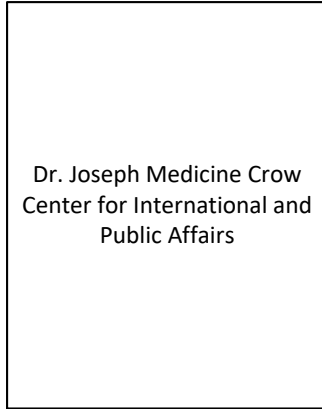 Dr. Joseph Medicine Crow
Center for International and
Public Affairs